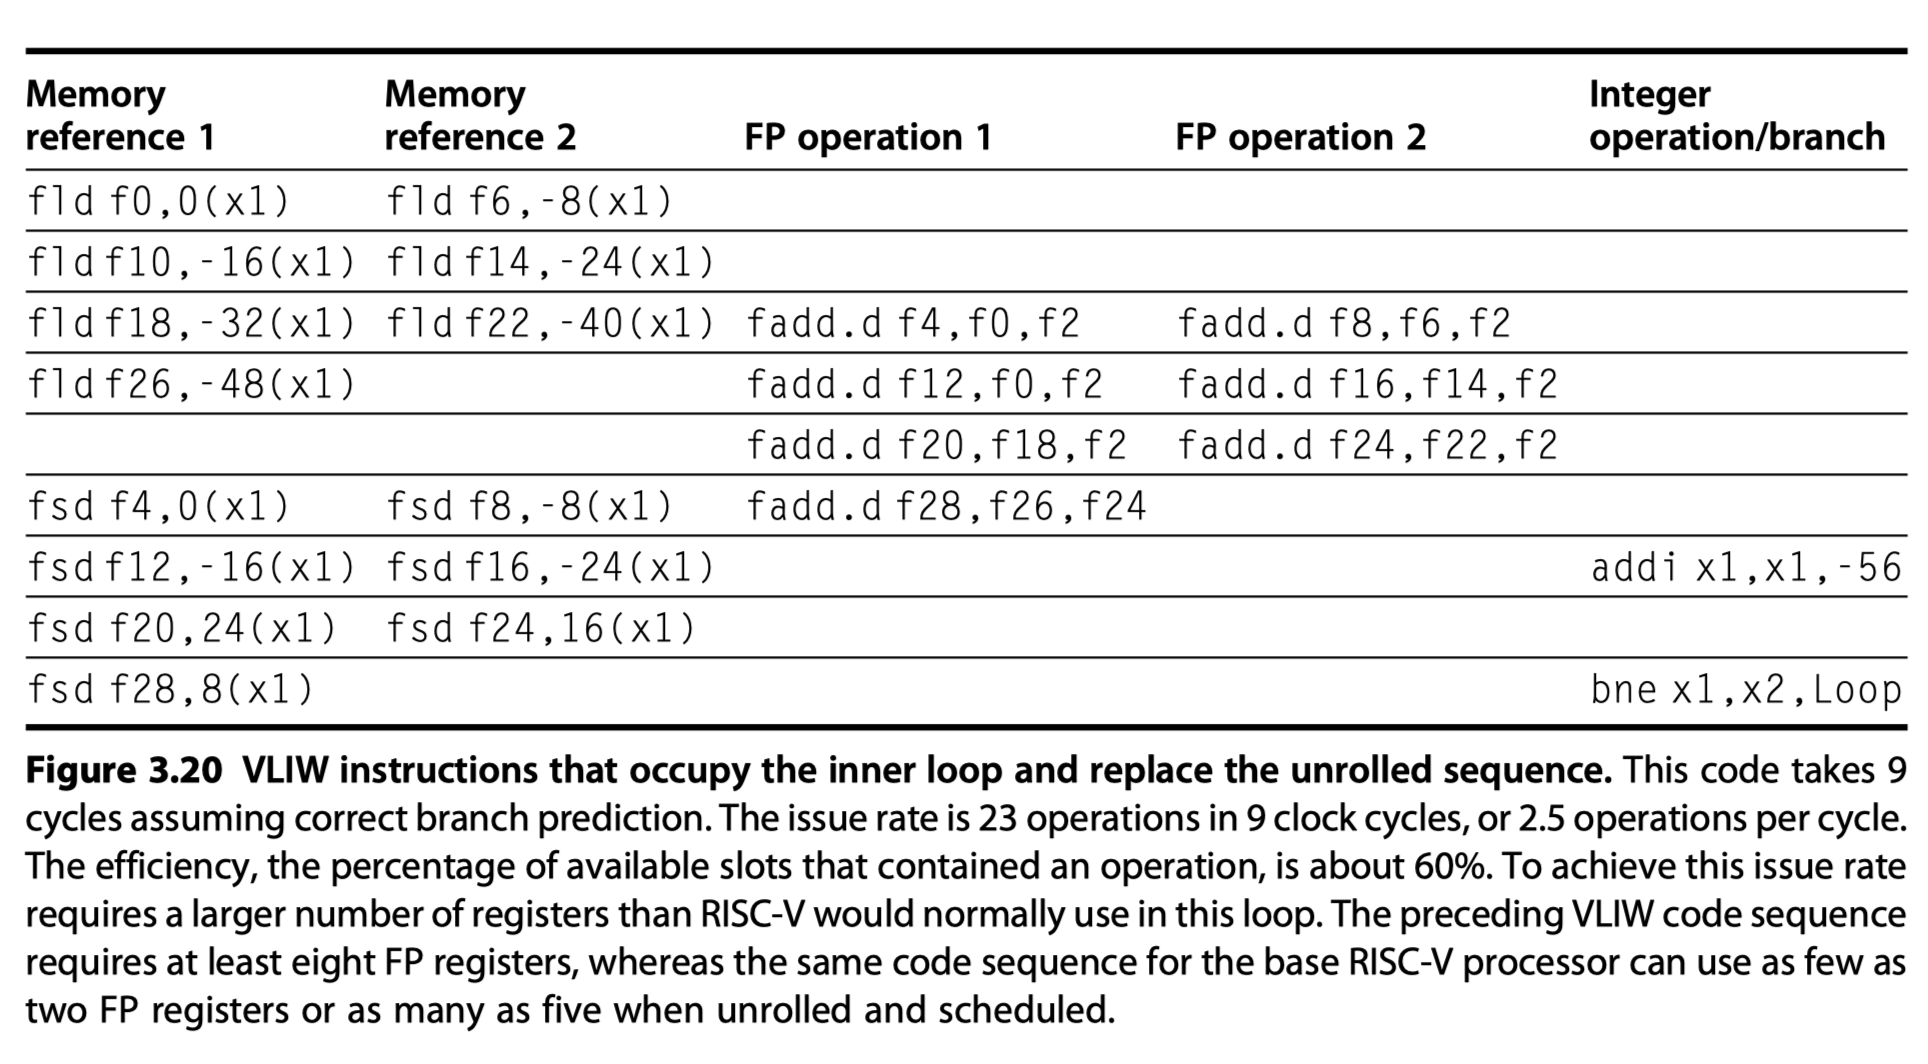 Memory reference 1 Memory reference 2 FP operation 1 FP operation 2 Integer operation/branch
fld f0,0(x1) fld f6,-8(x1)
fld f10,-16(x1) fld f14,-24(x1)
fld f18,-32(x1) fld f22,-40(x1) fadd.d f4,f0,f2 fadd.d f8,f6,f2
fld f26,-48(x1) fadd.d f12,f0,f2 fadd.d f16,f14,f2
fadd.d f20,f18,f2 fadd.d f24,f22,f2
fsd f4,0(x1) fsd f8,-8(x1) fadd.d f28,f26,f24
fsd f12,-16(x1) fsd f16,-24(x1) addi x1,x1,-56
fsd f20,24(x1) fsd f24,16(x1)
fsd f28,8(x1) bne x1,x2,Loop
Figure 3.20 VLIW instructions that occupy the inner loop and replace the unrolled sequence. This code takes 9
cycles assuming correct branch prediction. The issue rate is 23 operations in 9 clock cycles, or 2.5 operations per cycle.
The efficiency, the percentage of available slots that contained an operation, is about 60%. To achieve this issue rate
requires a larger number of registers than RISC-V would normally use in this loop. The preceding VLIW code sequence
requires at least eight FP registers, whereas the same code sequence for the base RISC-V processor can use as few as
two FP registers or as many as five when unrolled and scheduled.